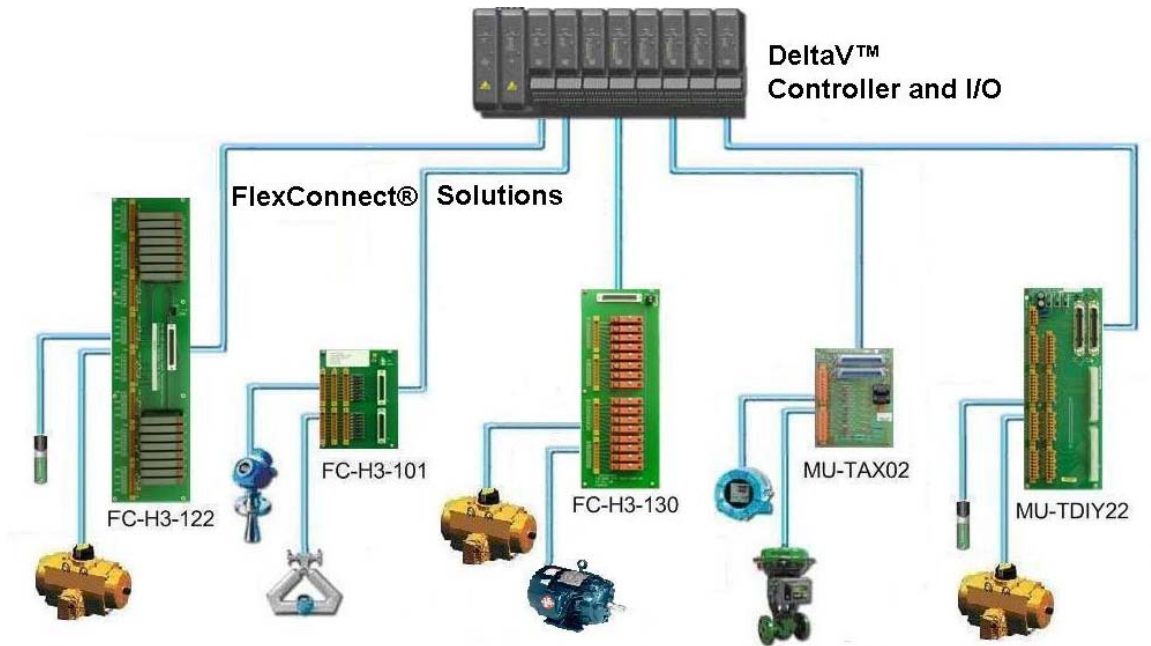 DeltaV™
Controller and I/O
FlexConnect® Solutions
FC-H3-122
FC-H3-101
FC-H3-130
MU-TAX02
MU-TDIY22